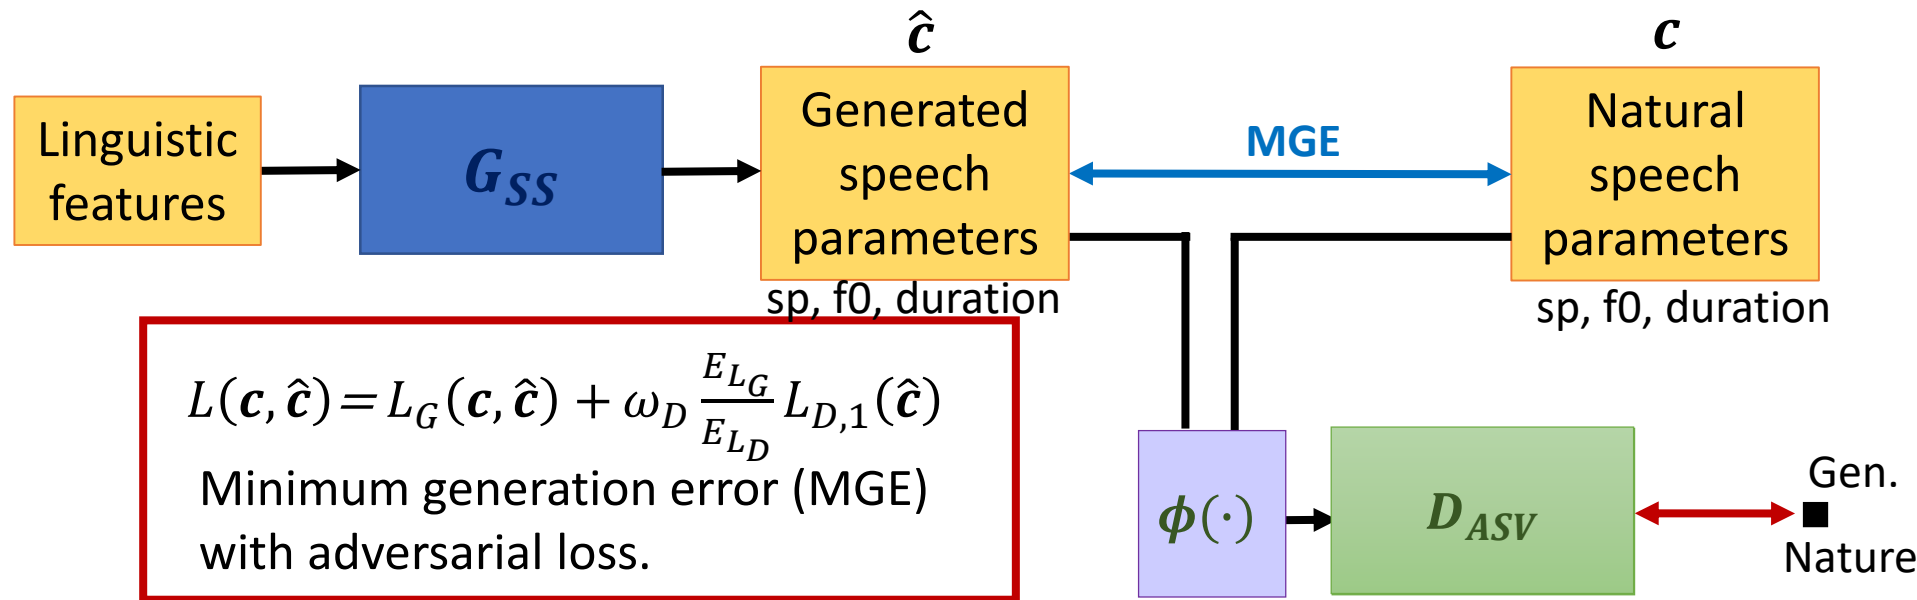 Linguistic
features
G_SS
ĉ
Generated
speech
parameters
sp, f0, duration
MGE
c
Natural
speech
parameters
sp, f0, duration
L(c, ĉ) = L_G(c, ĉ) + ω_D E_{L_G}/E_{L_D} L_{D,1}(ĉ)
Minimum generation error (MGE)
with adversarial loss.
ϕ(·)
D_ASV
Gen.
Nature